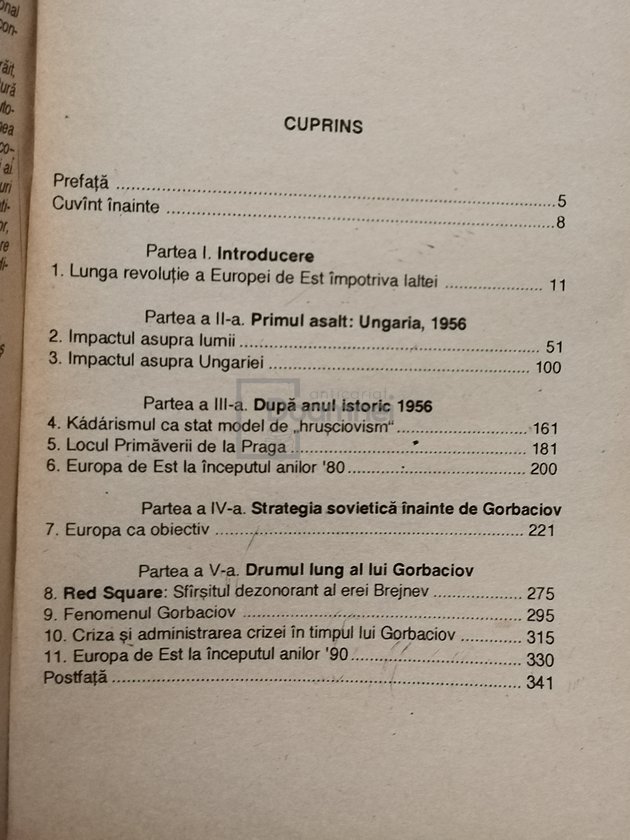 CUPRINS
Prefață ..... 5
Cuvînt înainte ..... 8
Partea I. Introducere
1. Lunga revoluție a Europei de Est împotriva Ialtei ..... 11
Partea a II-a. Primul asalt: Ungaria, 1956
2. Impactul asupra lumii ..... 51
3. Impactul asupra Ungariei ..... 100
Partea a III-a. După anul istoric 1956
4. Kádárismul ca stat model de „hrușciovism“ ..... 161
5. Locul Primăverii de la Praga ..... 181
6. Europa de Est la începutul anilor '80 ..... 200
Partea a IV-a. Strategia sovietică înainte de Gorbaciov
7. Europa ca obiectiv ..... 221
Partea a V-a. Drumul lung al lui Gorbaciov
8. Red Square: Sfîrșitul dezonorant al erei Brejnev ..... 275
9. Fenomenul Gorbaciov ..... 295
10. Criza și administrarea crizei în timpul lui Gorbaciov ..... 315
11. Europa de Est la începutul anilor '90 ..... 330
Postfață ..... 341